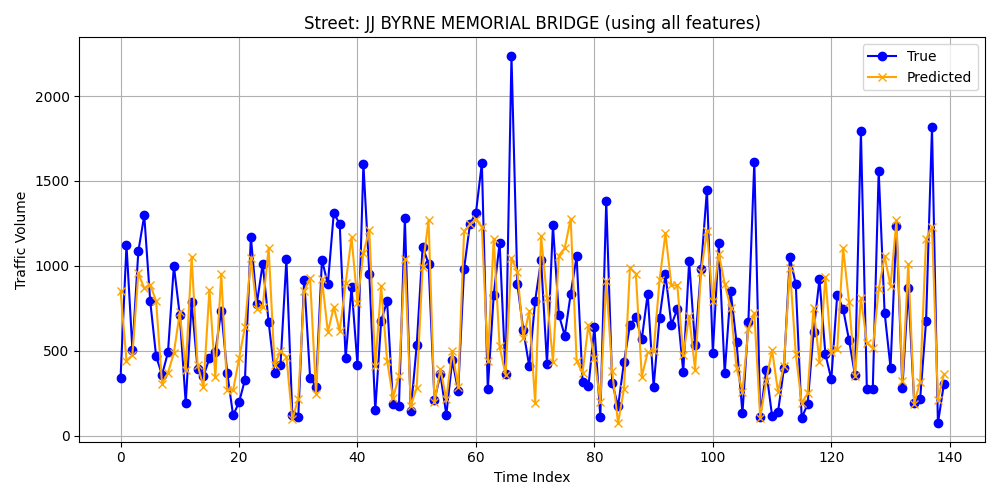 Street: JJ BYRNE MEMORIAL BRIDGE (using all features)
True
Predicted
Traffic Volume
2000
1500
1000
500
0
0 20 40 60 80 100 120 140
Time Index